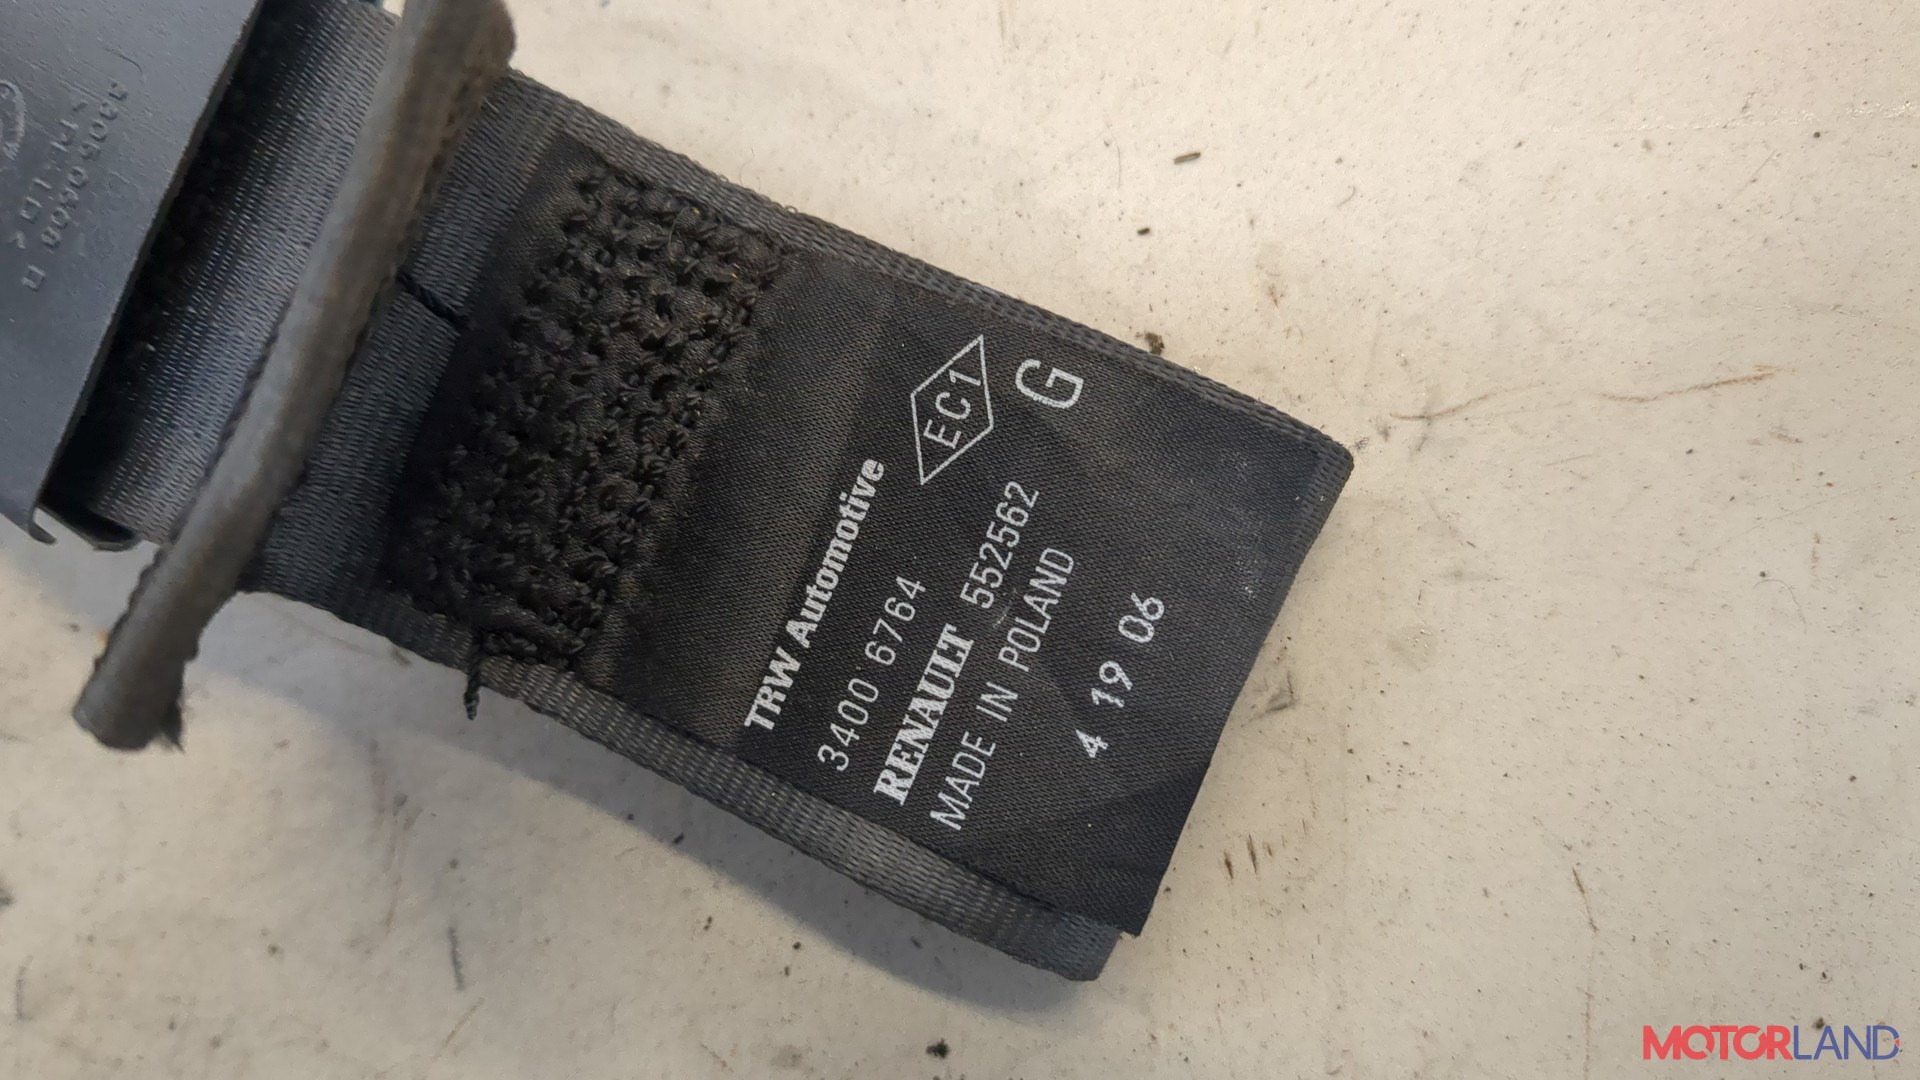 EC1
G
TRW Automotive
3400 6764
RENAULT 552562
MADE IN POLAND
4 19 06
MOTORLAND